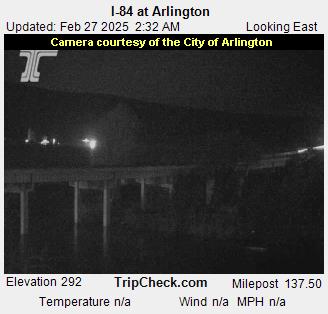 I-84 at Arlington
Updated: Feb 27 2025 2:32 AM Looking East
Camera courtesy of the City of Arlington
Elevation 292 TripCheck.com Milepost 137.50
Temperature n/a Wind n/a MPH n/a